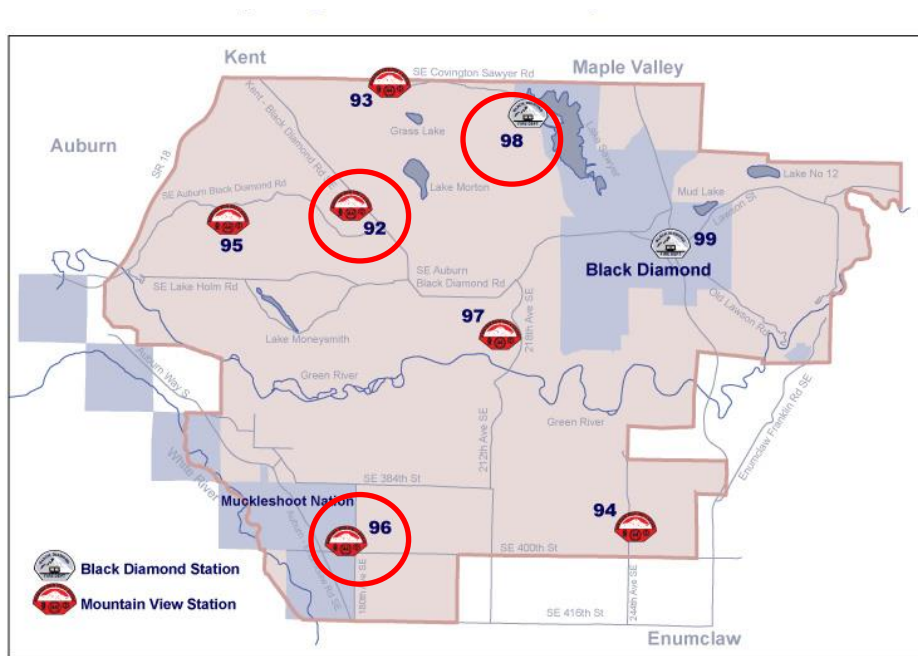 Kent
SE Covington Sawyer Rd
Maple Valley
93
Kent - Black Diamond Rd SE
Grass Lake
98
Lake Sawyer
Auburn
SR 18
Lake Morton
Lake No 12
SE Auburn Black Diamond Rd
Mud Lake
Lawson St
92
95
99
Black Diamond
SE Auburn
Black Diamond Rd
SE Lake Holm Rd
Old Lawson Rd
97
218th Ave SE
Lake Moneysmith
Auburn Way S
Green River
Green River
Enumclaw Franklin Rd SE
212th Ave SE
White River
SE 384th St
Muckleshoot Nation
96
94
SE 400th St
Black Diamond Station
180th Ave SE
244th Ave SE
Mountain View Station
SE 416th St
Enumclaw